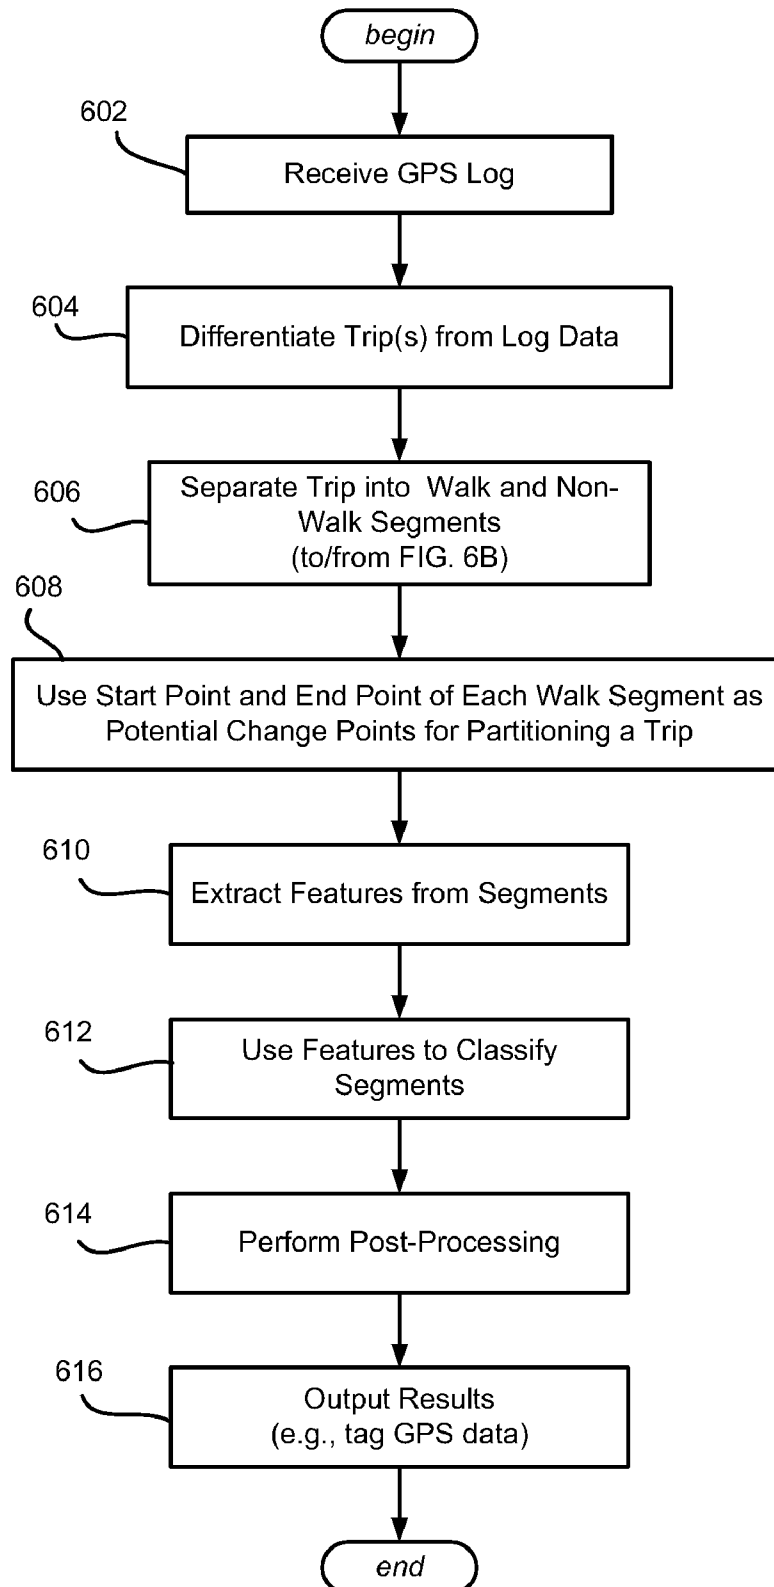 begin
602
Receive GPS Log
604
Differentiate Trip(s) from Log Data
606
Separate Trip into Walk and Non-
Walk Segments
(to/from FIG. 6B)
608
Use Start Point and End Point of Each Walk Segment as
Potential Change Points for Partitioning a Trip
610
Extract Features from Segments
612
Use Features to Classify
Segments
614
Perform Post-Processing
616
Output Results
(e.g., tag GPS data)
end